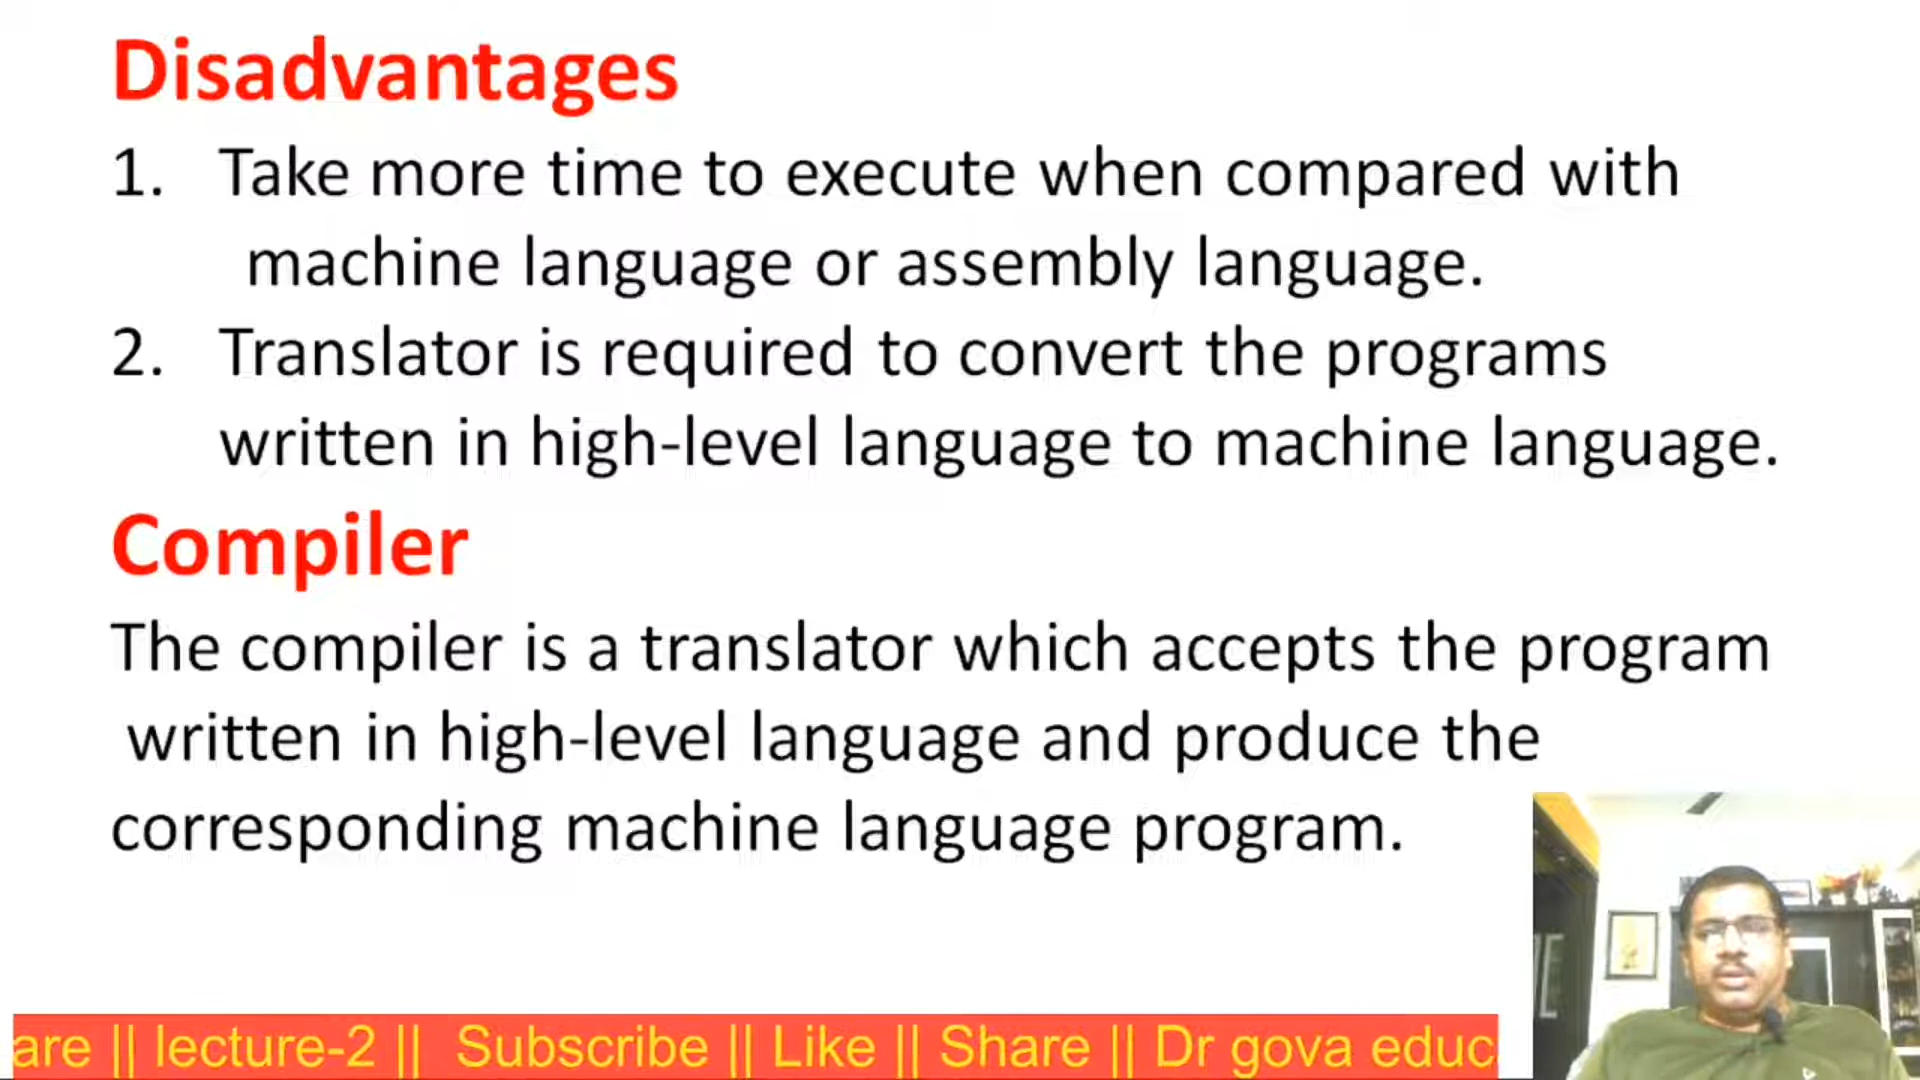 Disadvantages
1. Take more time to execute when compared with
machine language or assembly language.
2. Translator is required to convert the programs
written in high-level language to machine language.
Compiler
The compiler is a translator which accepts the program
written in high-level language and produce the
corresponding machine language program.
are || lecture-2 || Subscribe || Like || Share || Dr gova educ